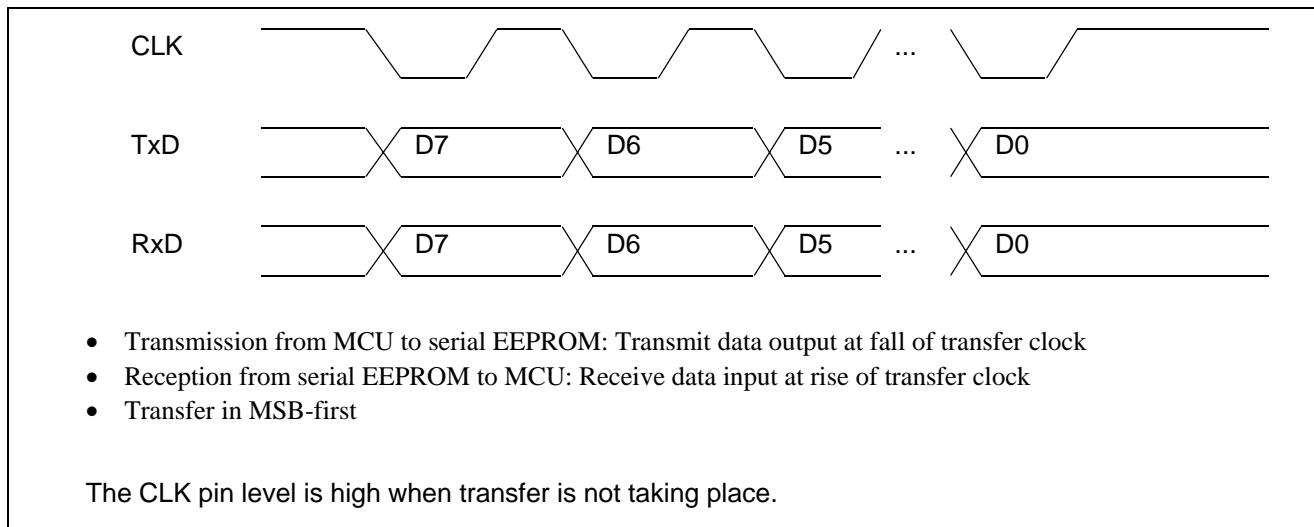 CLK ...
TxD D7 D6 D5 ... D0
RxD D7 D6 D5 ... D0
• Transmission from MCU to serial EEPROM: Transmit data output at fall of transfer clock
• Reception from serial EEPROM to MCU: Receive data input at rise of transfer clock
• Transfer in MSB-first
The CLK pin level is high when transfer is not taking place.